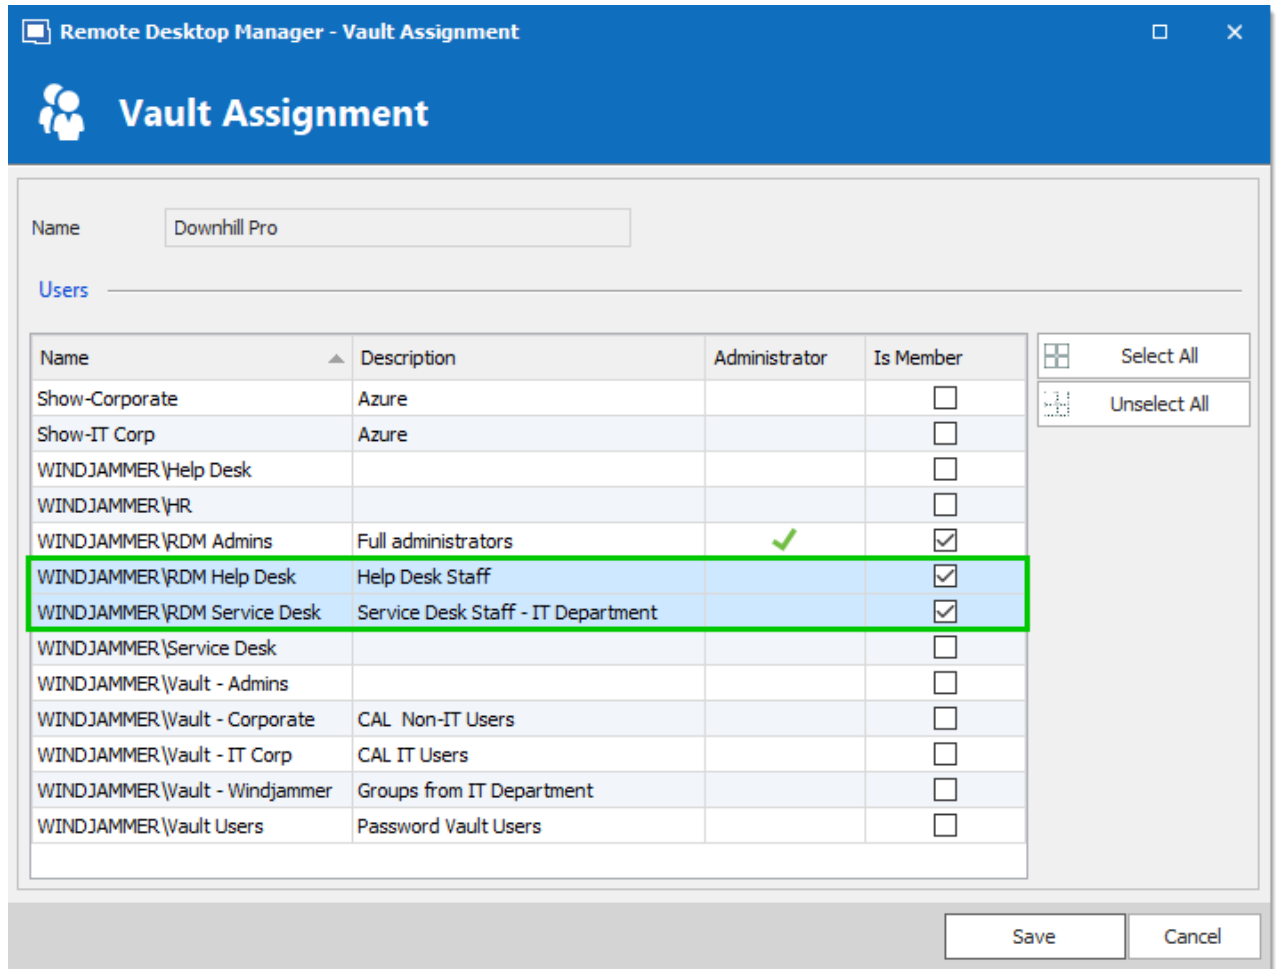 Remote Desktop Manager - Vault Assignment
Vault Assignment
Name Downhill Pro
Users
Name Description Administrator Is Member
Select All
Show-Corporate Azure
Unselect All
Show-IT Corp Azure
WINDJAMMER\Help Desk
WINDJAMMER\HR
WINDJAMMER\RDM Admins Full administrators
WINDJAMMER\RDM Help Desk Help Desk Staff
WINDJAMMER\RDM Service Desk Service Desk Staff - IT Department
WINDJAMMER\Service Desk
WINDJAMMER\Vault - Admins
WINDJAMMER\Vault - Corporate CAL Non-IT Users
WINDJAMMER\Vault - IT Corp CAL IT Users
WINDJAMMER\Vault - Windjammer Groups from IT Department
WINDJAMMER\Vault Users Password Vault Users
Save Cancel